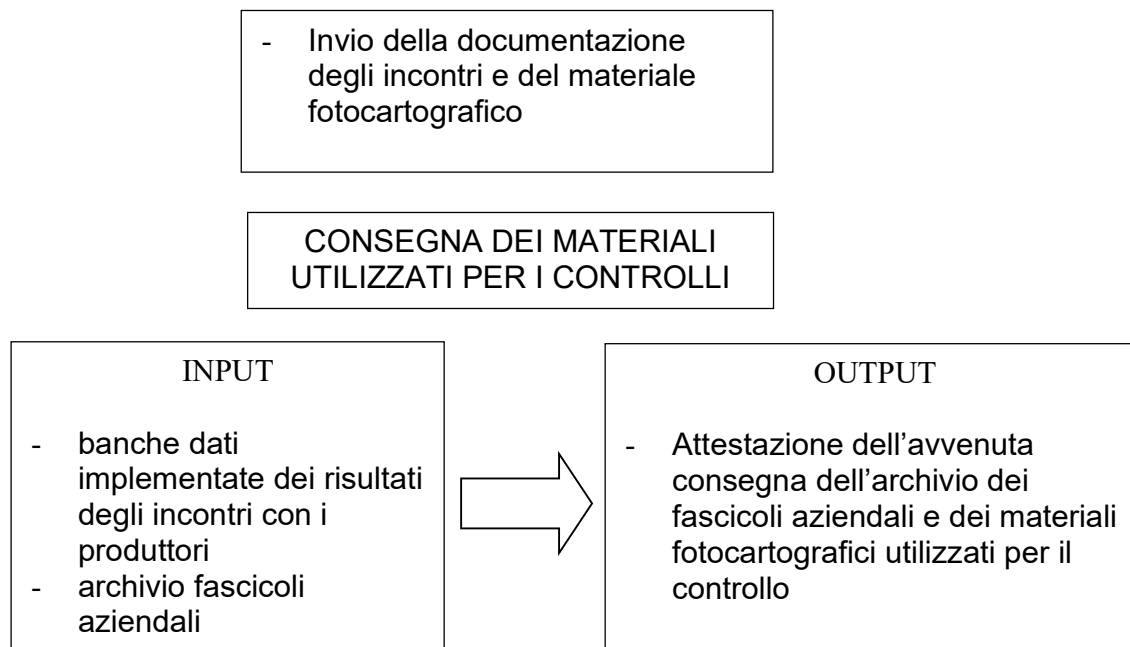 - Invio della documentazione
degli incontri e del materiale
fotocartografico
CONSEGNA DEI MATERIALI
UTILIZZATI PER I CONTROLLI
INPUT
- banche dati
implementate dei risultati
degli incontri con i
produttori
- archivio fascicoli
aziendali
OUTPUT
- Attestazione dell’avvenuta
consegna dell’archivio dei
fascicoli aziendali e dei materiali
fotocartografici utilizzati per il
controllo